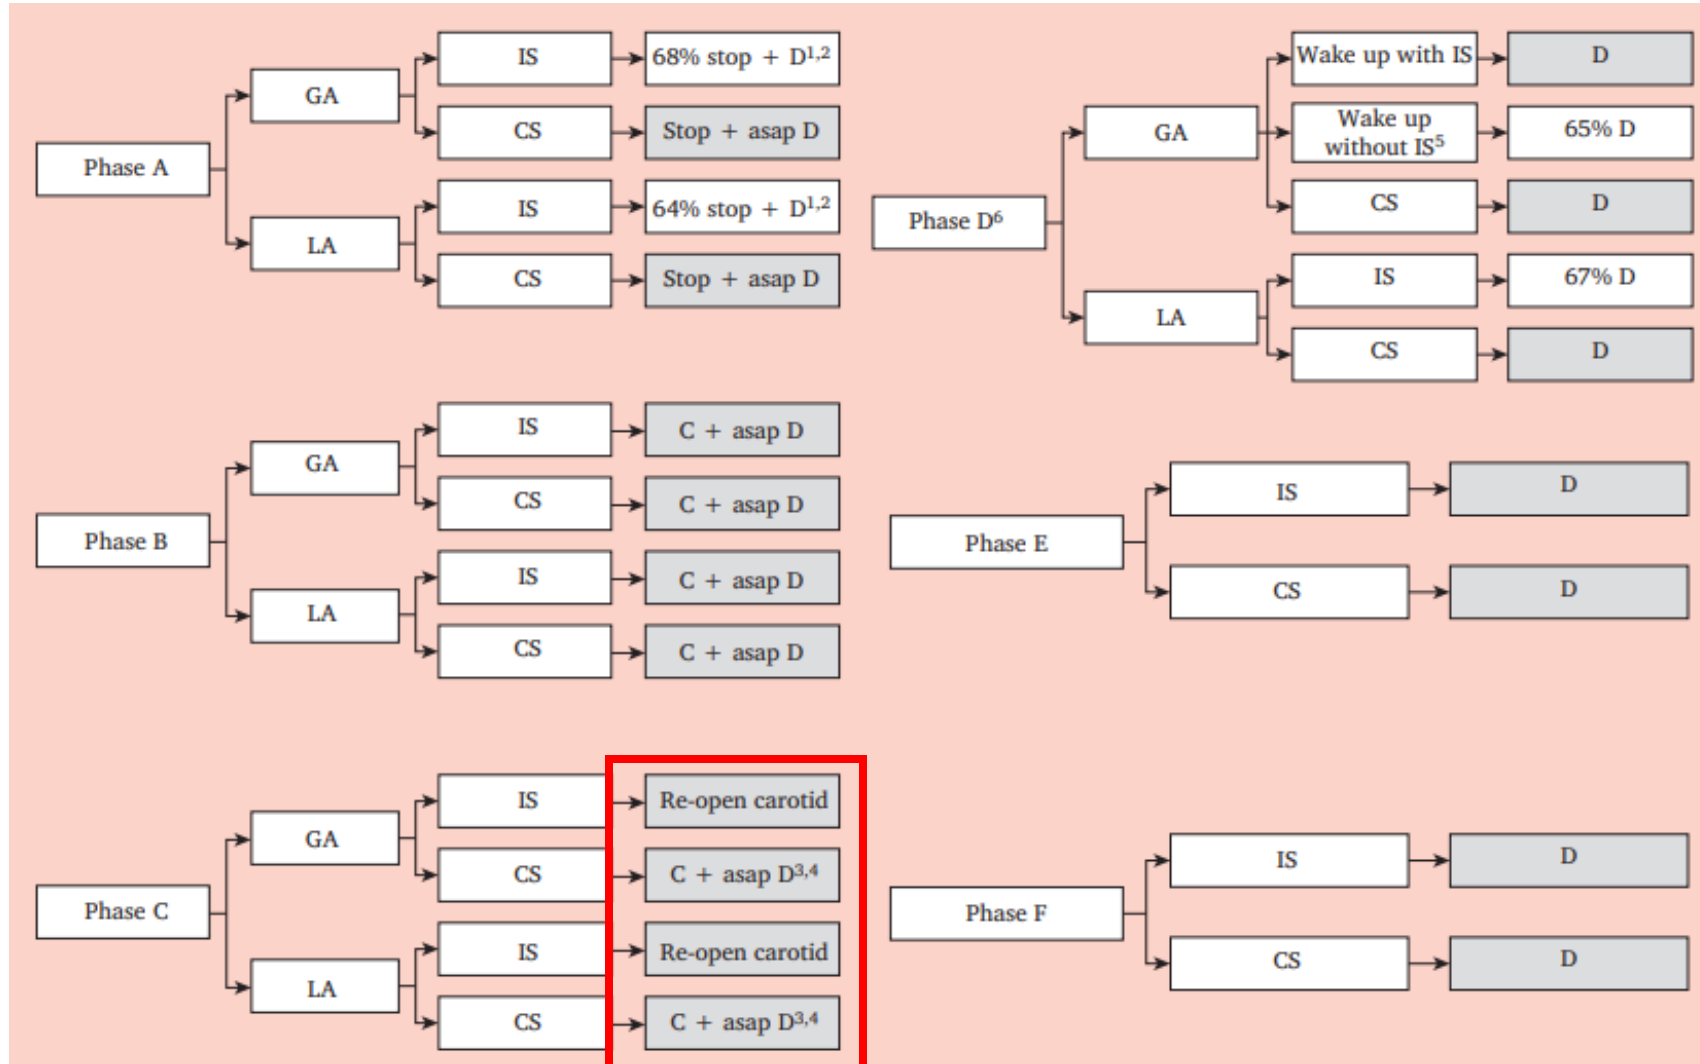 Phase A
GA
IS
68% stop + D1,2
CS
Stop + asap D
LA
IS
64% stop + D1,2
CS
Stop + asap D
Phase B
GA
IS
C + asap D
CS
C + asap D
LA
IS
C + asap D
CS
C + asap D
Phase C
GA
IS
Re-open carotid
CS
C + asap D3,4
LA
IS
Re-open carotid
CS
C + asap D3,4
Phase D6
GA
Wake up with IS
D
Wake up
without IS5
65% D
CS
D
LA
IS
67% D
CS
D
Phase E
IS
D
CS
D
Phase F
IS
D
CS
D